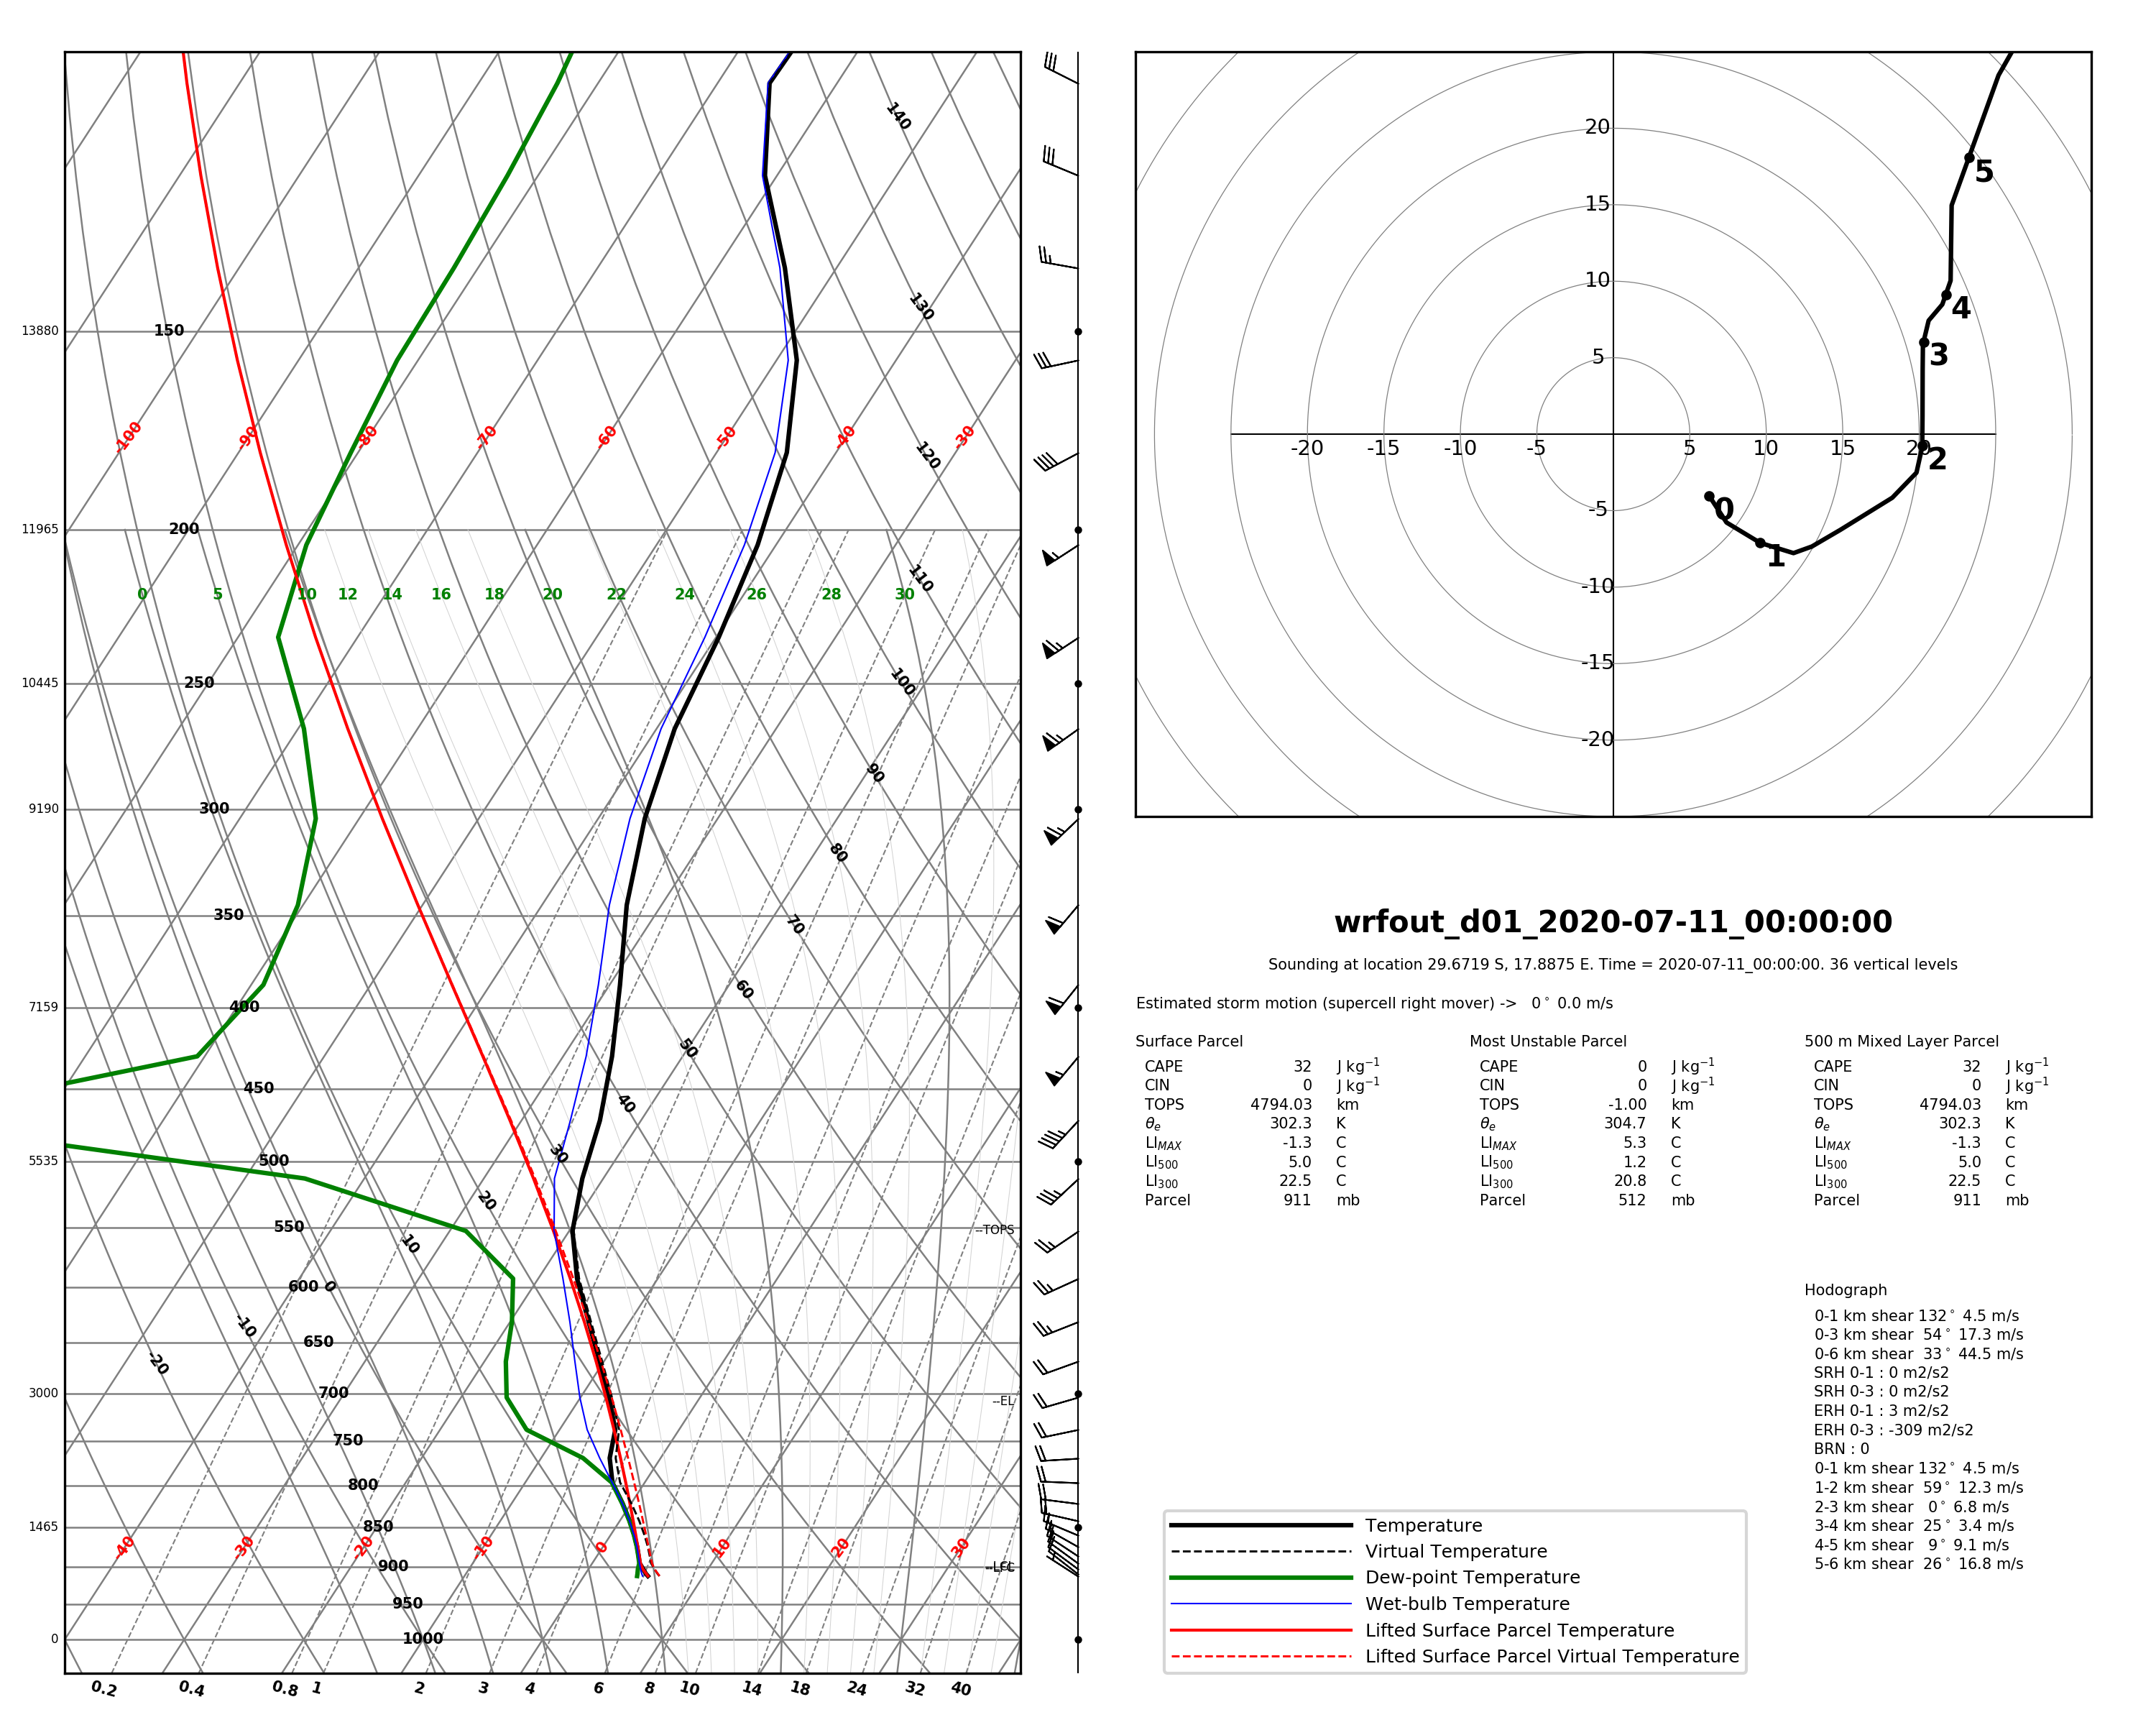 140
130
120
110
100
90
80
70
60
50
40
30
20
10
0
-10
-20
13880 150
-100 -90 -80 -70 -60 -50 -40 -30
11965 200
0 5 10 12 14 16 18 20 22 24 26 28 30
10445 250
9190 300
350
7159 400
450
5535 500
550 --TOPS
600
650
3000 700 --EL
750
800
1465 850
-40 -30 -20 -10 0 10 20 30
900
950
0 1000
0.2 0.4 0.8 1 2 3 4 6 8 10 14 18 24 32 40
20
15
10
5
-20 -15 -10 -5 5 10 15 20
-5
-10
-15
-20
0
1
2
3
4
5
wrfout_d01_2020-07-11_00:00:00
Sounding at location 29.6719 S, 17.8875 E. Time = 2020-07-11_00:00:00. 36 vertical levels
Estimated storm motion (supercell right mover) -> 0° 0.0 m/s
Surface Parcel
CAPE 32 J kg⁻¹
CIN 0 J kg⁻¹
TOPS 4794.03 km
θe 302.3 K
LIMAX -1.3 C
LI500 5.0 C
LI300 22.5 C
Parcel 911 mb
Most Unstable Parcel
CAPE 0 J kg⁻¹
CIN 0 J kg⁻¹
TOPS -1.00 km
θe 304.7 K
LIMAX 5.3 C
LI500 1.2 C
LI300 20.8 C
Parcel 512 mb
500 m Mixed Layer Parcel
CAPE 32 J kg⁻¹
CIN 0 J kg⁻¹
TOPS 4794.03 km
θe 302.3 K
LIMAX -1.3 C
LI500 5.0 C
LI300 22.5 C
Parcel 911 mb
Hodograph
0-1 km shear 132° 4.5 m/s
0-3 km shear 54° 17.3 m/s
0-6 km shear 33° 44.5 m/s
SRH 0-1 : 0 m2/s2
SRH 0-3 : 0 m2/s2
ERH 0-1 : 3 m2/s2
ERH 0-3 : -309 m2/s2
BRN : 0
0-1 km shear 132° 4.5 m/s
1-2 km shear 59° 12.3 m/s
2-3 km shear 0° 6.8 m/s
3-4 km shear 25° 3.4 m/s
4-5 km shear 9° 9.1 m/s
5-6 km shear 26° 16.8 m/s
Temperature
Virtual Temperature
Dew-point Temperature
Wet-bulb Temperature
Lifted Surface Parcel Temperature
Lifted Surface Parcel Virtual Temperature